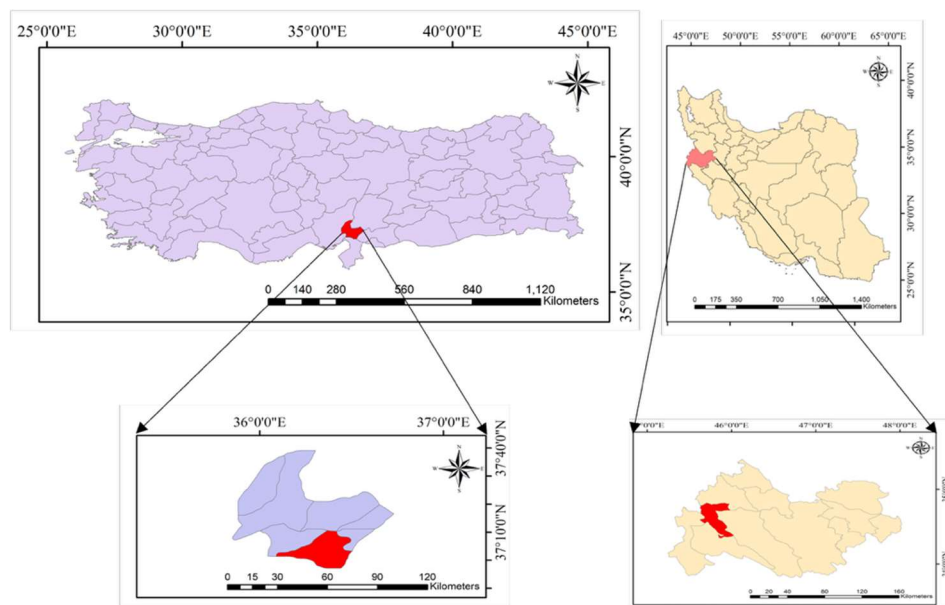 25°0'0"E 30°0'0"E 35°0'0"E 40°0'0"E 45°0'0"E
N
W E
S
40°0'0"N
35°0'0"N
0 140 280 560 840 1,120
Kilometers
45°0'0"E 50°0'0"E 55°0'0"E 60°0'0"E 65°0'0"E
40°0'0"N
35°0'0"N
30°0'0"N
25°0'0"N
0 175 350 700 1,050 1,400
Kilometers
36°0'0"E 37°0'0"E
N
W E
S
37°40'0"N
37°10'0"N
0 15 30 60 90 120
Kilometers
46°0'0"E 47°0'0"E 48°0'0"E
0 20 40 80 120 160
Kilometers